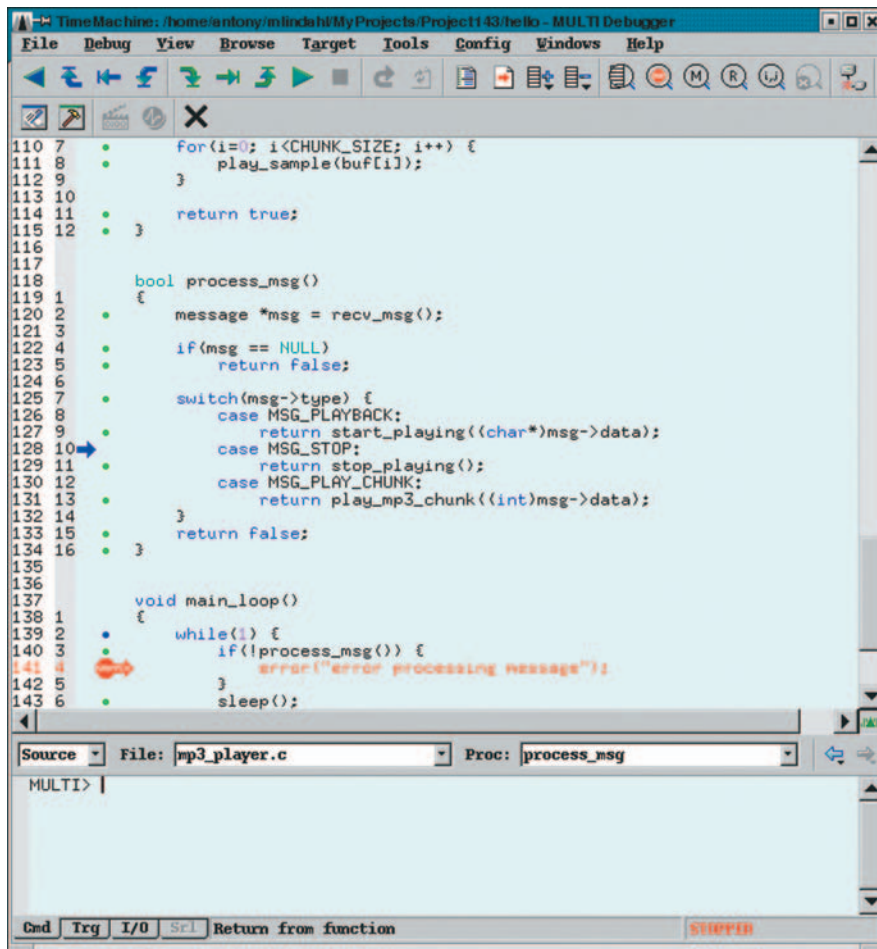 TimeMachine: /home/antony/mlindahl/MyProjects/Project143/hello - MULTI Debugger
File Debug View Browse Target Tools Config Windows Help
M R i,J
110 7 for(i=0; i<CHUNK_SIZE; i++) {
111 8 play_sample(buf[i]);
112 9 }
113 10
114 11 return true;
115 12 }
116
117
118 bool process_msg()
119 1 {
120 2 message *msg = recv_msg();
121 3
122 4 if(msg == NULL)
123 5 return false;
124 6
125 7 switch(msg->type) {
126 8 case MSG_PLAYBACK:
127 9 return start_playing((char*)msg->data);
128 10 case MSG_STOP:
129 11 return stop_playing();
130 12 case MSG_PLAY_CHUNK:
131 13 return play_mp3_chunk((int)msg->data);
132 14 }
133 15 return false;
134 16 }
135
136
137 void main_loop()
138 1 {
139 2 while(1) {
140 3 if(!process_msg()) {
141 4 error("error processing message");
142 5 }
143 6 sleep();
Source File: mp3_player.c Proc: process_msg
MULTI>
Cmd Trg I/O Srl Return from function STOPPED